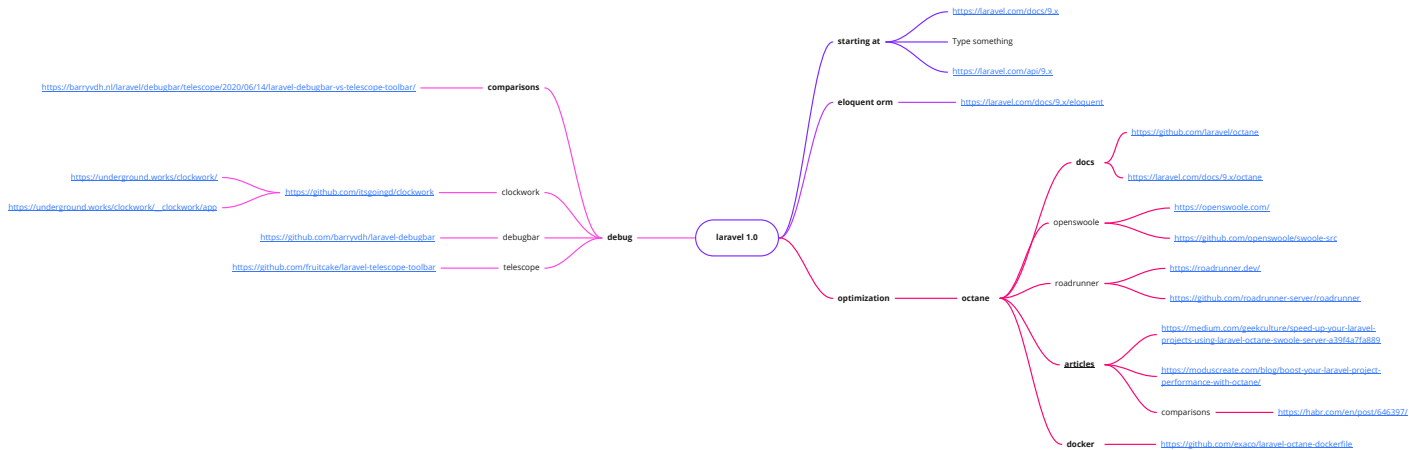 https://laravel.com/docs/9.x
starting at
Type something
https://laravel.com/api/9.x
https://barryvdh.nl/laravel/debugbar/telescope/2020/06/14/laravel-debugbar-vs-telescope-toolbar/
comparisons
eloquent orm
https://laravel.com/docs/9.x/eloquent
https://github.com/laravel/octane
docs
https://laravel.com/docs/9.x/octane
https://underground.works/clockwork/
https://github.com/itsgoingd/clockwork
clockwork
https://underground.works/clockwork/__clockwork/app
https://openswoole.com/
openswoole
https://github.com/openswoole/swoole-src
https://github.com/barryvdh/laravel-debugbar
debugbar
debug
laravel 1.0
https://github.com/fruitcake/laravel-telescope-toolbar
telescope
https://roadrunner.dev/
roadrunner
https://github.com/roadrunner-server/roadrunner
optimization
octane
https://medium.com/geekculture/speed-up-your-laravel-
projects-using-laravel-octane-swoole-server-a39f4a7fa889
articles
https://moduscreate.com/blog/boost-your-laravel-project-
performance-with-octane/
comparisons
https://habr.com/en/post/646397/
docker
https://github.com/exaco/laravel-octane-dockerfile